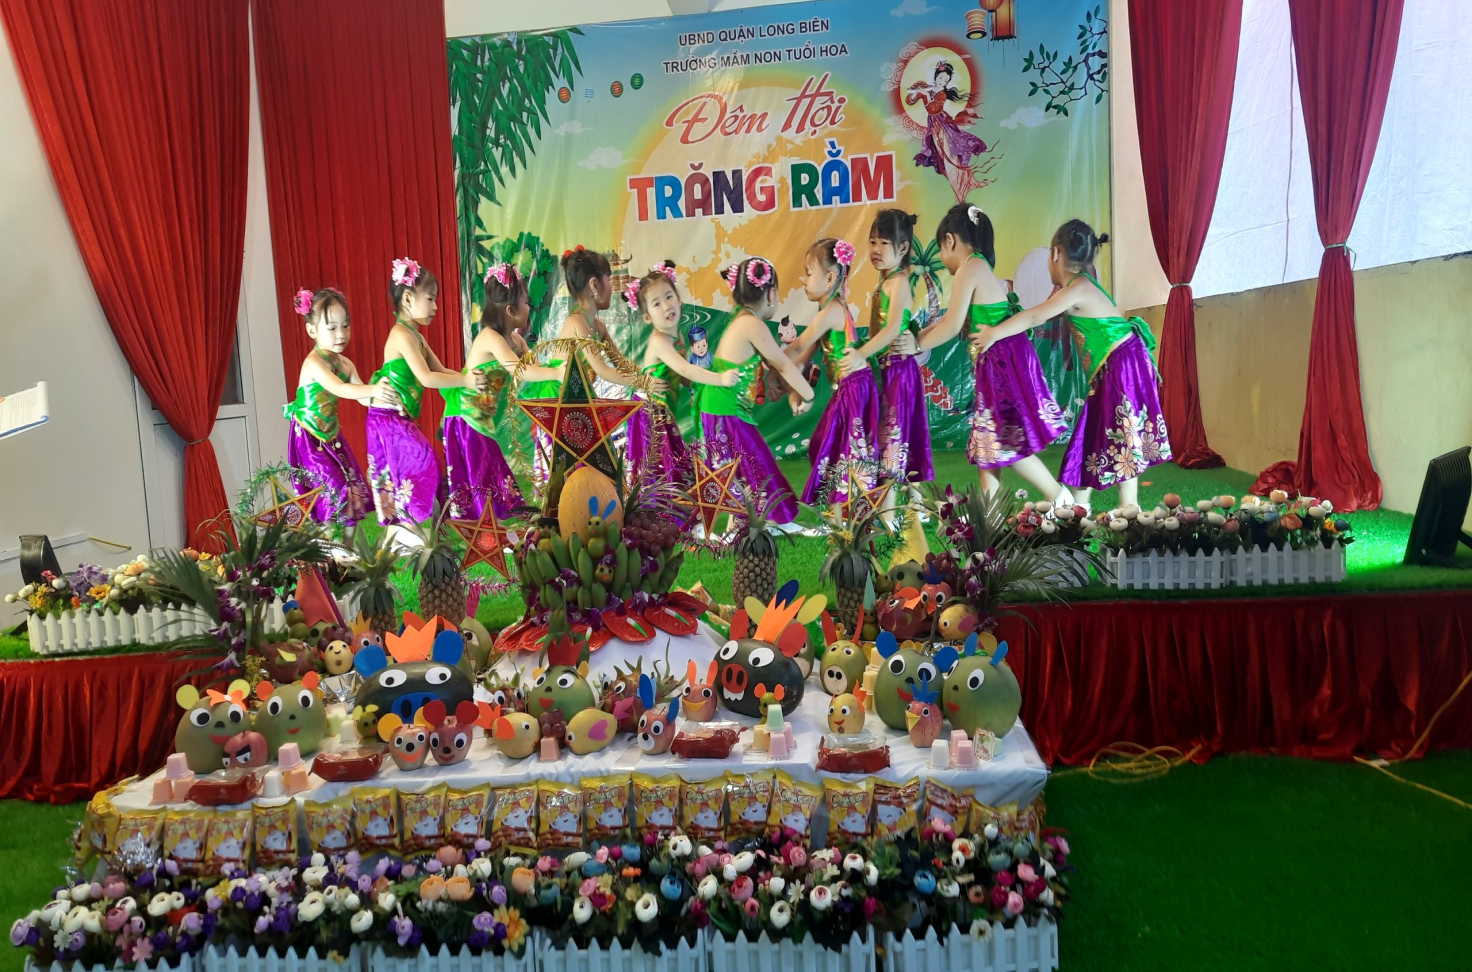 UBND QUẬN LONG BIÊN
TRƯỜNG MẦM NON TUỔI HOA
Đêm Hội
TRĂNG RẰM